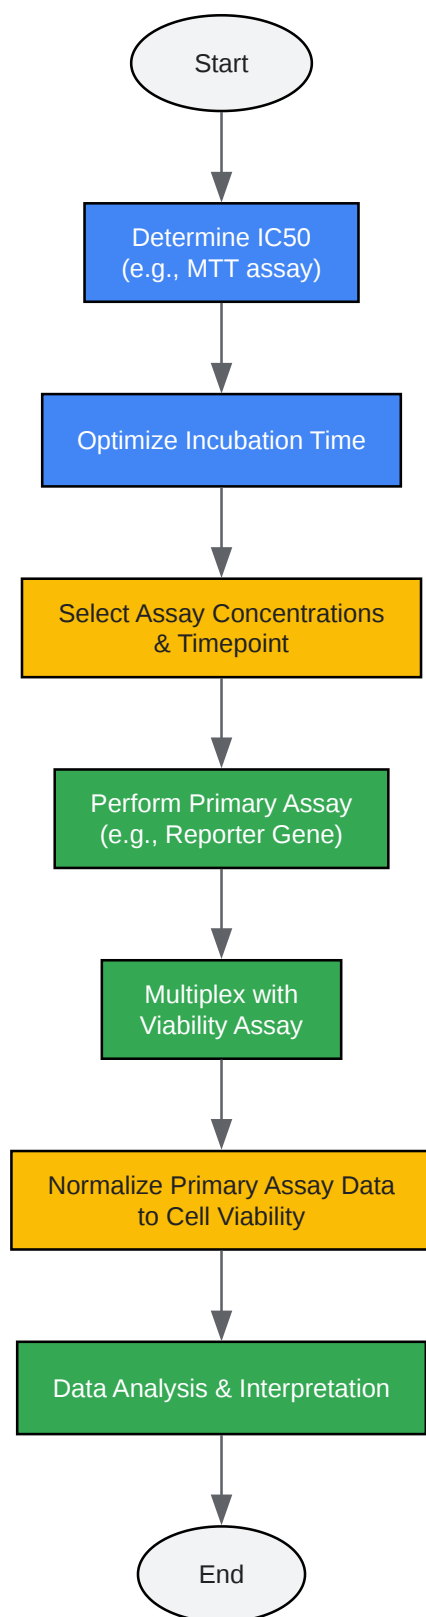 Start
Determine IC50
(e.g., MTT assay)
Optimize Incubation Time
Select Assay Concentrations
& Timepoint
Perform Primary Assay
(e.g., Reporter Gene)
Multiplex with
Viability Assay
Normalize Primary Assay Data
to Cell Viability
Data Analysis & Interpretation
End